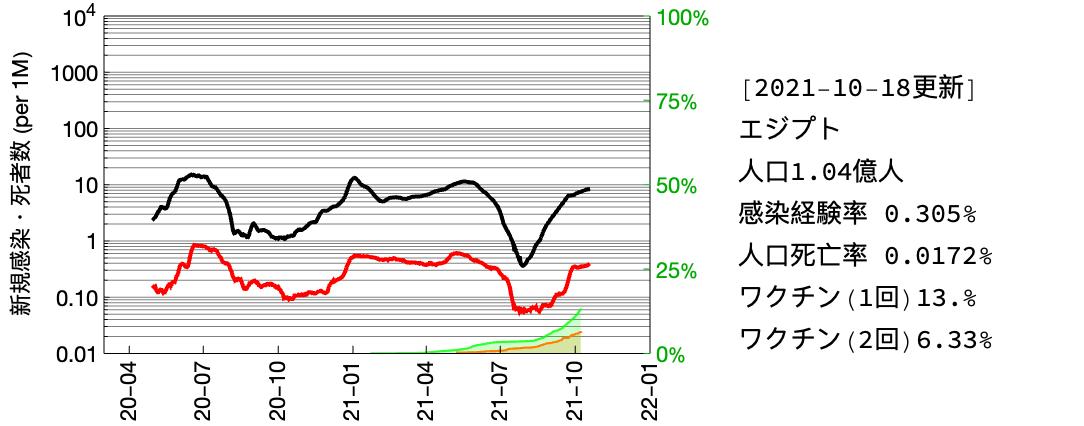 新規感染・死者数 (per 1M)
10^4
1000
100
10
1
0.10
0.01
100%
75%
50%
25%
0%
20-04
20-07
20-10
21-01
21-04
21-07
21-10
22-01
[2021-10-18更新]
エジプト
人口1.04億人
感染経験率 0.305%
人口死亡率 0.0172%
ワクチン(1回)13.%
ワクチン(2回)6.33%